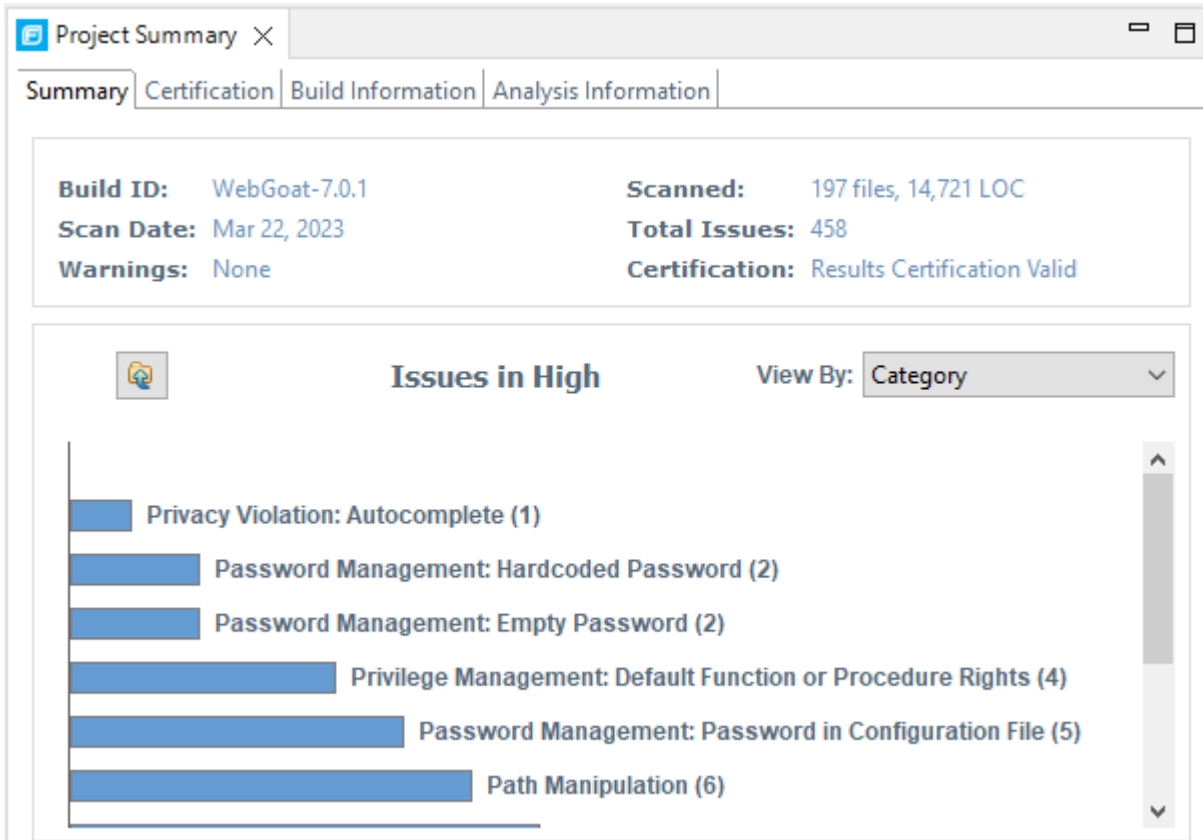 Project Summary
Summary Certification Build Information Analysis Information
Build ID: WebGoat-7.0.1 Scanned: 197 files, 14,721 LOC
Scan Date: Mar 22, 2023 Total Issues: 458
Warnings: None Certification: Results Certification Valid
Issues in High View By: Category
Privacy Violation: Autocomplete (1)
Password Management: Hardcoded Password (2)
Password Management: Empty Password (2)
Privilege Management: Default Function or Procedure Rights (4)
Password Management: Password in Configuration File (5)
Path Manipulation (6)